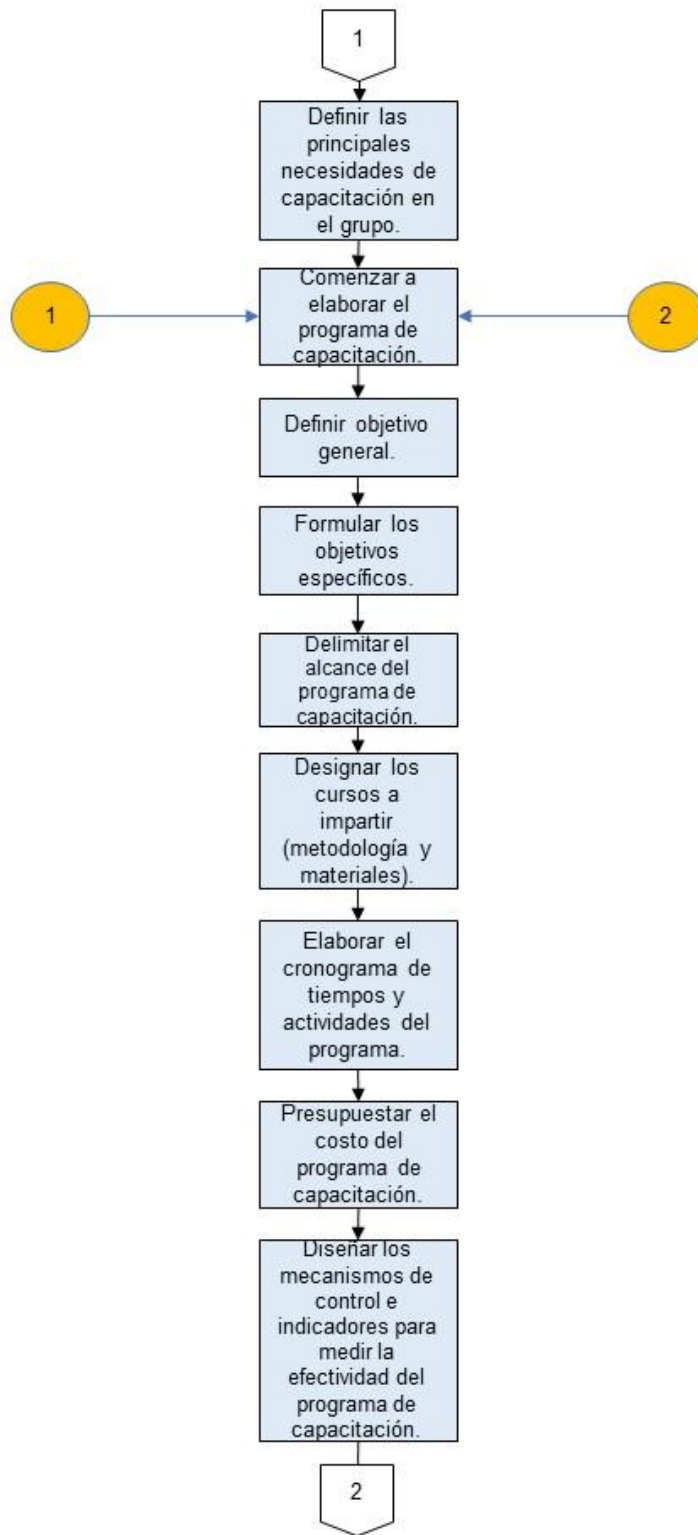 1
Definir las
principales
necesidades de
capacitación en
el grupo.
Comenzar a
elaborar el
programa de
capacitación.
1
2
Definir objetivo
general.
Formular los
objetivos
específicos.
Delimitar el
alcance del
programa de
capacitación.
Designar los
cursos a
impartir
(metodología y
materiales).
Elaborar el
cronograma de
tiempos y
actividades del
programa.
Presupuestar el
costo del
programa de
capacitación.
Diseñar los
mecanismos de
control e
indicadores para
medir la
efectividad del
programa de
capacitación.
2